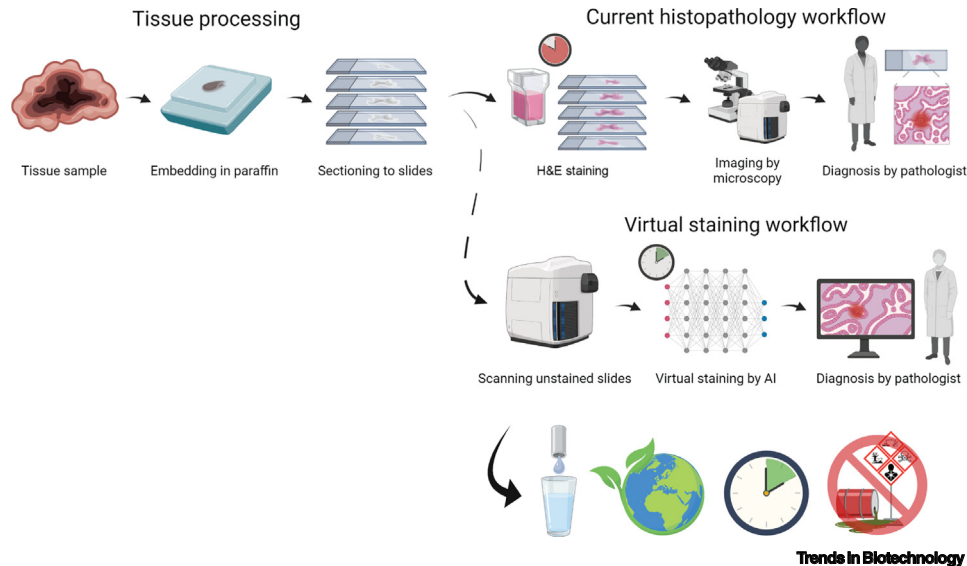 Tissue processing
Current histopathology workflow
Tissue sample
Embedding in paraffin
Sectioning to slides
H&E staining
Imaging by
microscopy
Diagnosis by pathologist
Virtual staining workflow
Scanning unstained slides
Virtual staining by AI
Diagnosis by pathologist
Trends in Biotechnology